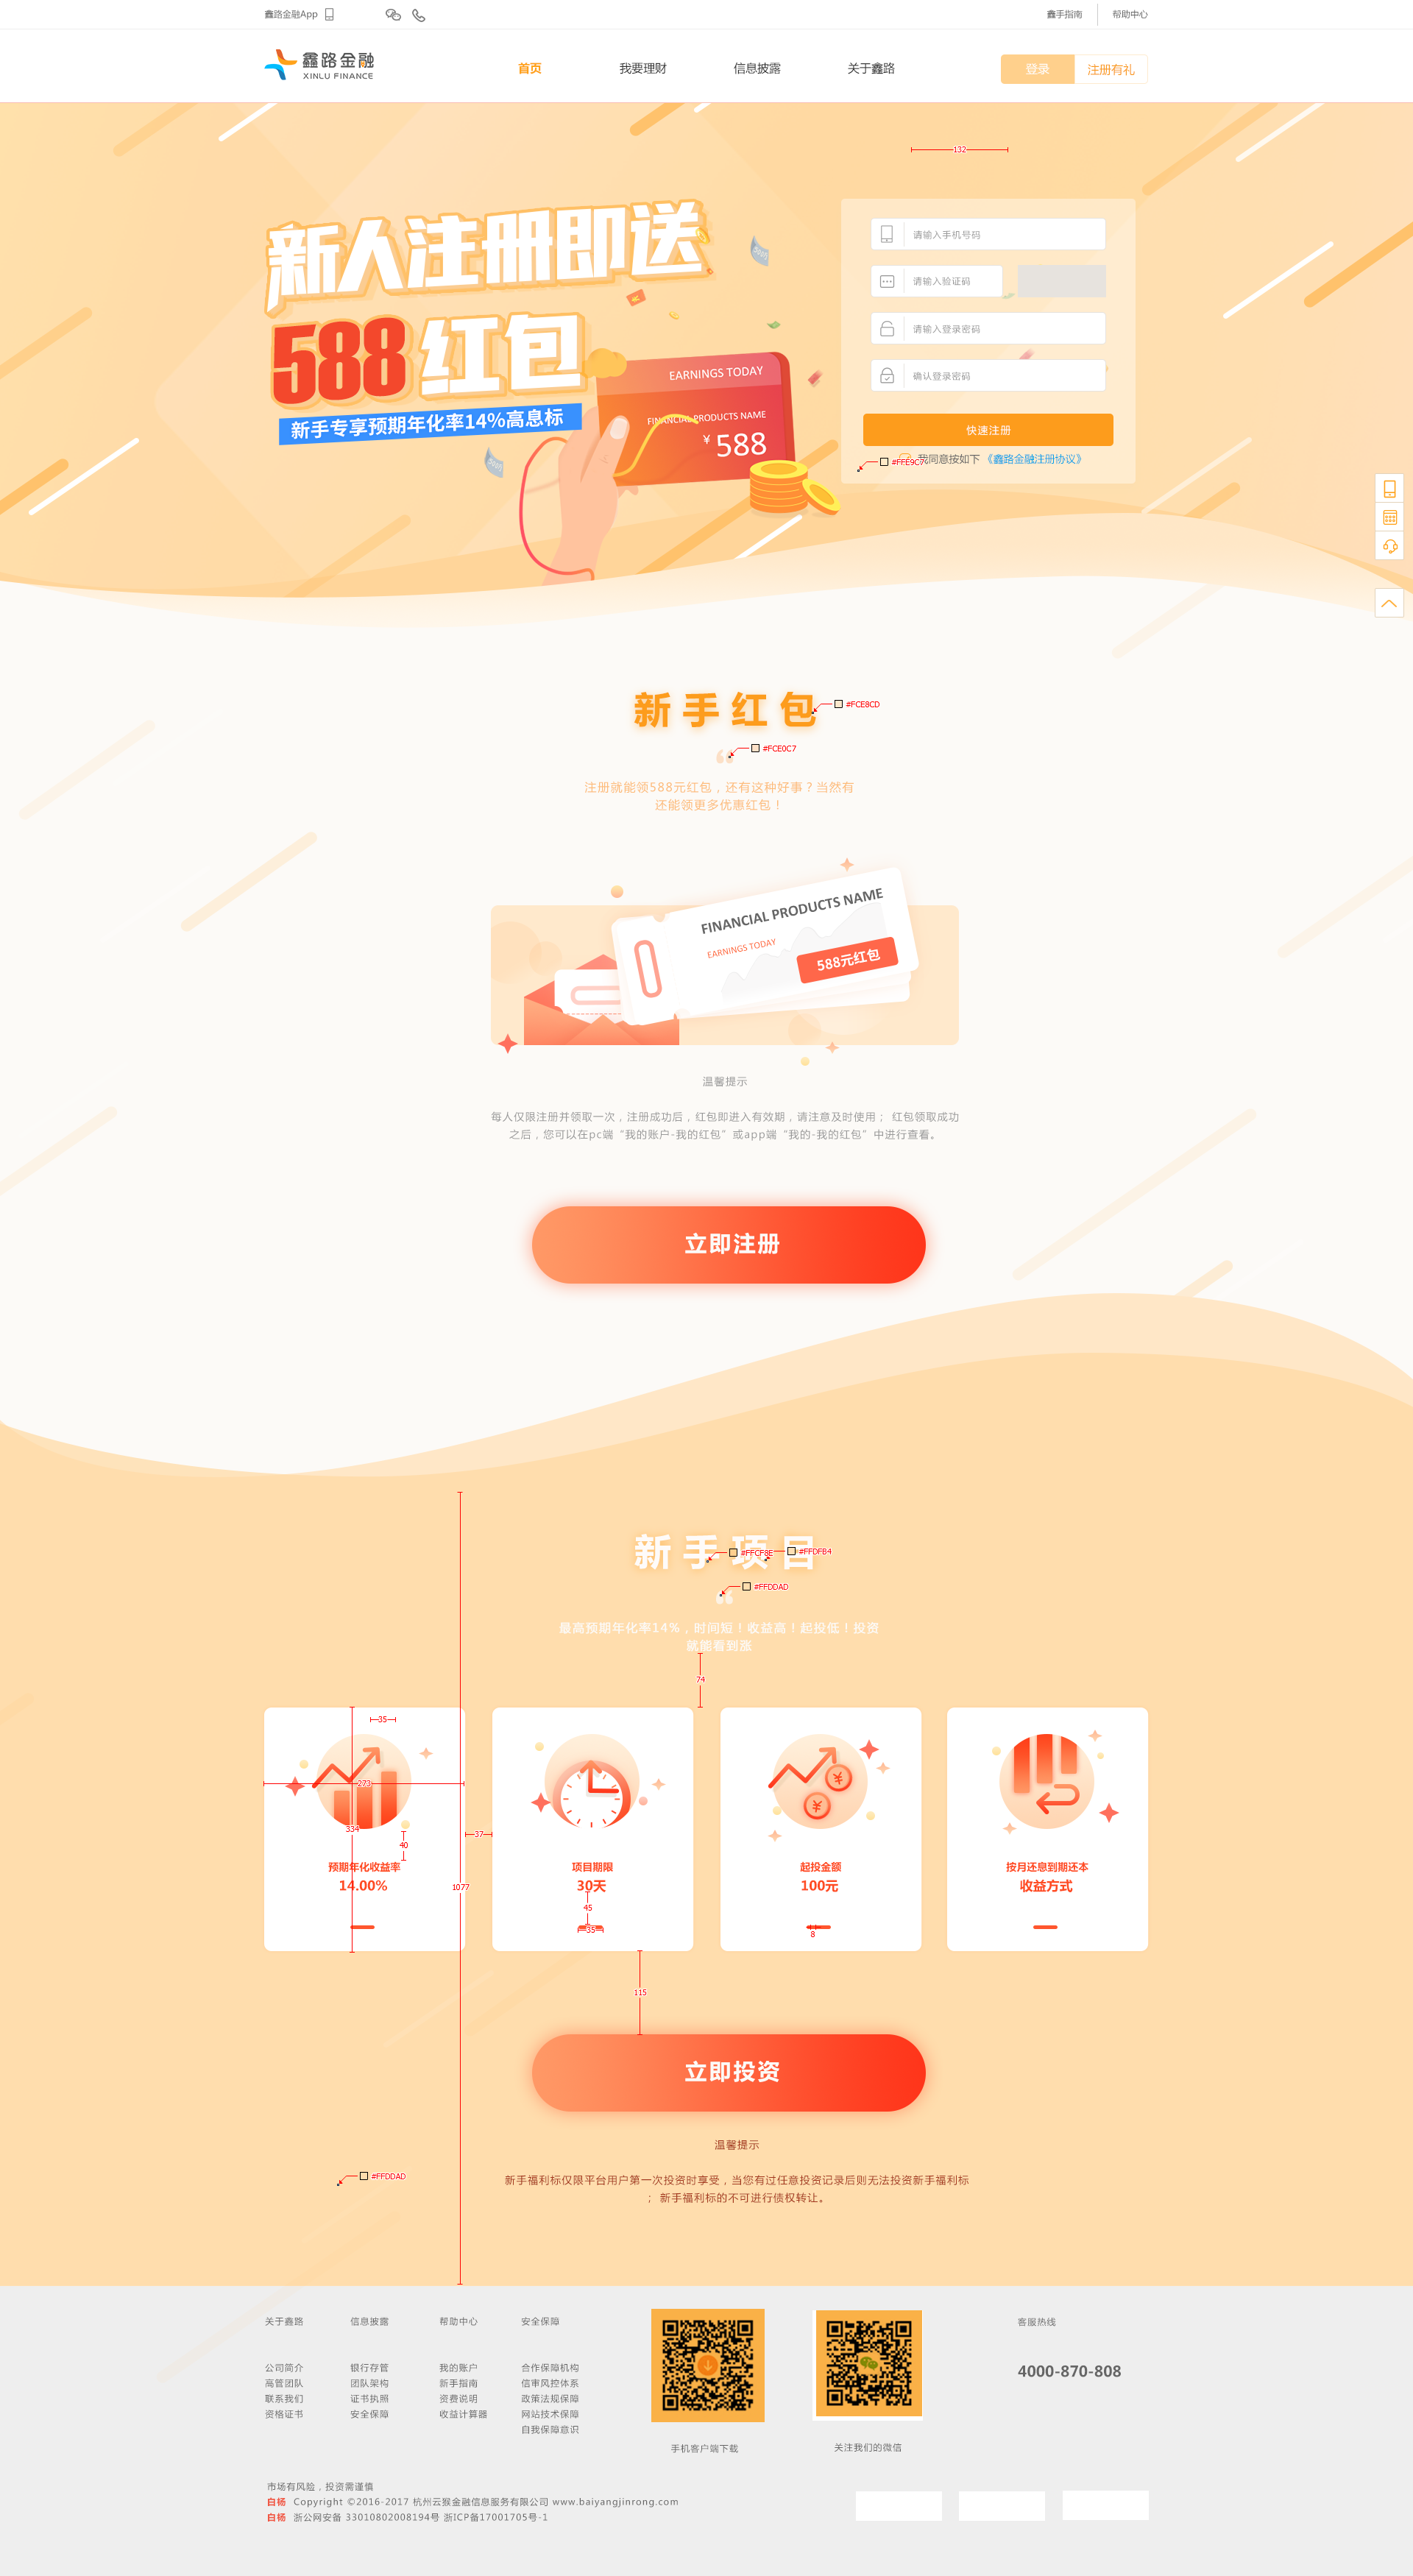 鑫路金融App
鑫手指南
帮助中心
鑫路金融
XINLU FINANCE
首页
我要理财
信息披露
关于鑫路
登录
注册有礼
132
新人注册即送
588红包
新手专享预期年化率14%高息标
EARNINGS TODAY
FINANCIAL PRODUCTS NAME
¥588
请输入手机号码
请输入验证码
请输入登录密码
确认登录密码
快速注册
#FFE9C7
我同意按如下《鑫路金融注册协议》
新手红包
#FCE8CD
#FCE0C7
注册就能领588元红包，还有这种好事？当然有
还能领更多优惠红包！
FINANCIAL PRODUCTS NAME
EARNINGS TODAY
588元红包
温馨提示
每人仅限注册并领取一次，注册成功后，红包即进入有效期，请注意及时使用； 红包领取成功
之后，您可以在pc端“我的账户-我的红包”或app端“我的-我的红包”中进行查看。
立即注册
新手项目
#FFCF8E
#FFDFB4
#FFDDAD
最高预期年化率14%，时间短！收益高！起投低！投资
就能看到涨
74
35
273
334
40
37
1077
预期年化收益率
14.00%
项目期限
30天
45
35
起投金额
100元
8
按月还息到期还本
收益方式
115
立即投资
温馨提示
#FFDDAD
新手福利标仅限平台用户第一次投资时享受，当您有过任意投资记录后则无法投资新手福利标
； 新手福利标的不可进行债权转让。
关于鑫路
公司简介
高管团队
联系我们
资格证书
信息披露
银行存管
团队架构
证书执照
安全保障
帮助中心
我的账户
新手指南
资费说明
收益计算器
安全保障
合作保障机构
信审风控体系
政策法规保障
网站技术保障
自我保障意识
手机客户端下载
关注我们的微信
客服热线
4000-870-808
市场有风险，投资需谨慎
白杨 Copyright ©2016-2017 杭州云猴金融信息服务有限公司 www.baiyangjinrong.com
白杨 浙公网安备 33010802008194号 浙ICP备17001705号-1